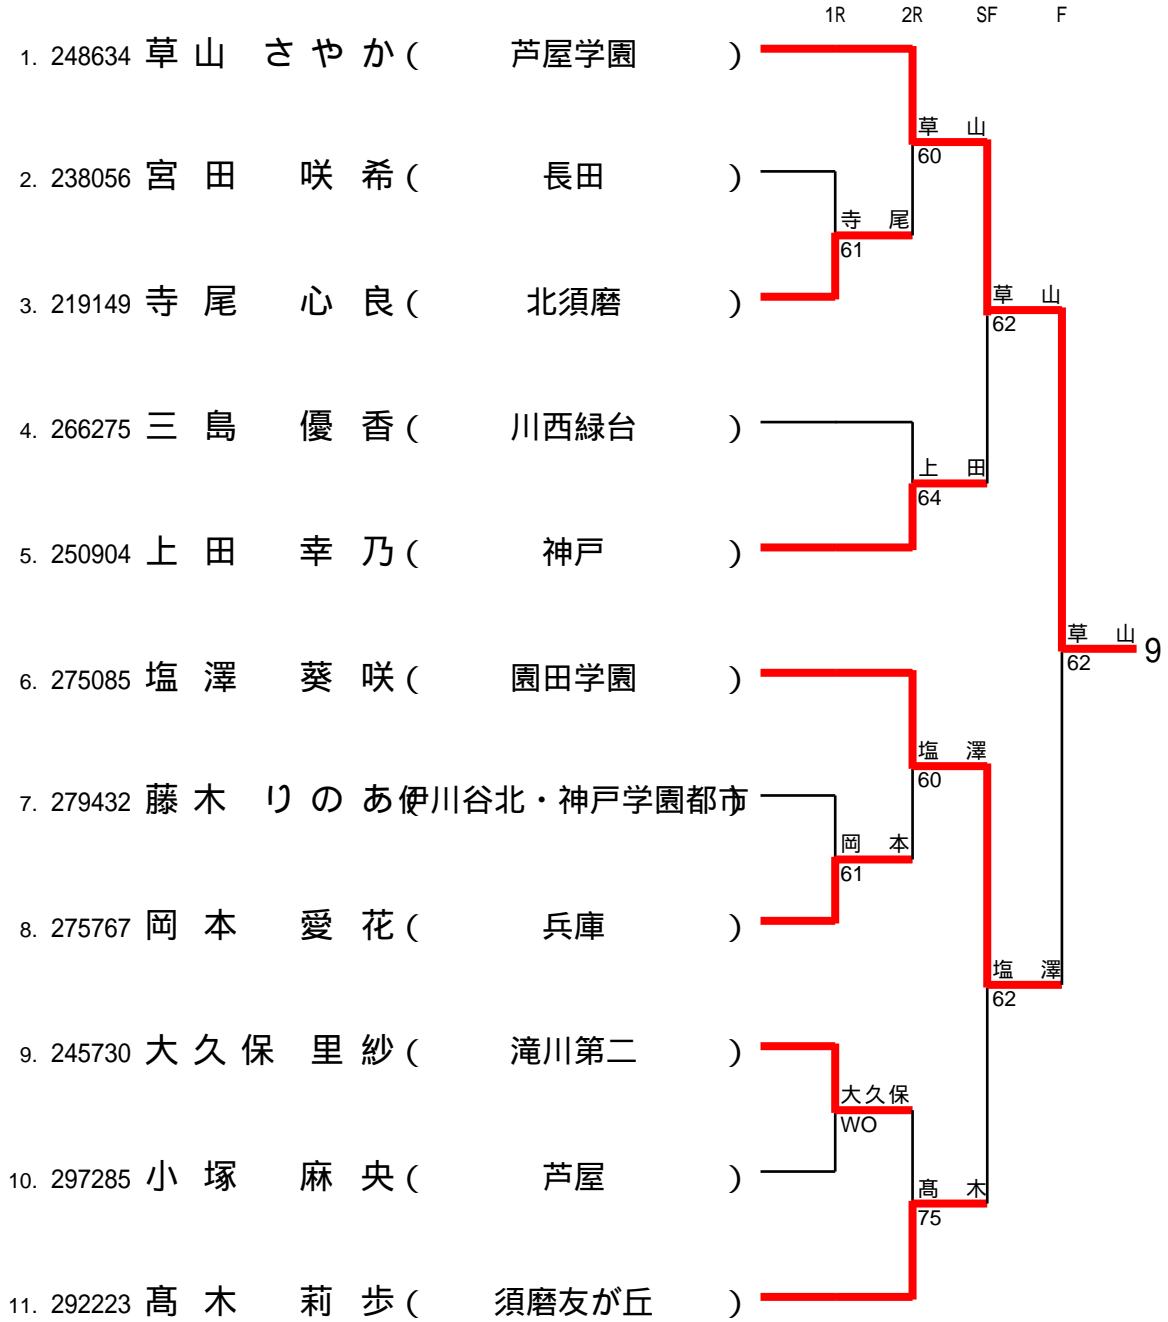 1R 2R SF F
1. 248634 草山 さやか ( 芦屋学園 )
草山
60
2. 238056 宮田 咲希 ( 長田 )
寺尾
61
3. 219149 寺尾 心良 ( 北須磨 )
草山
62
4. 266275 三島 優香 ( 川西緑台 )
上田
64
5. 250904 上田 幸乃 ( 神戸 )
草山 9
62
6. 275085 塩澤 葵咲 ( 園田学園 )
塩澤
60
7. 279432 藤木 りのあ (伊川谷北・神戸学園都市)
岡本
61
8. 275767 岡本 愛花 ( 兵庫 )
塩澤
62
9. 245730 大久保 里紗 ( 滝川第二 )
大久保
WO
10. 297285 小塚 麻央 ( 芦屋 )
髙木
75
11. 292223 髙木 莉歩 ( 須磨友が丘 )